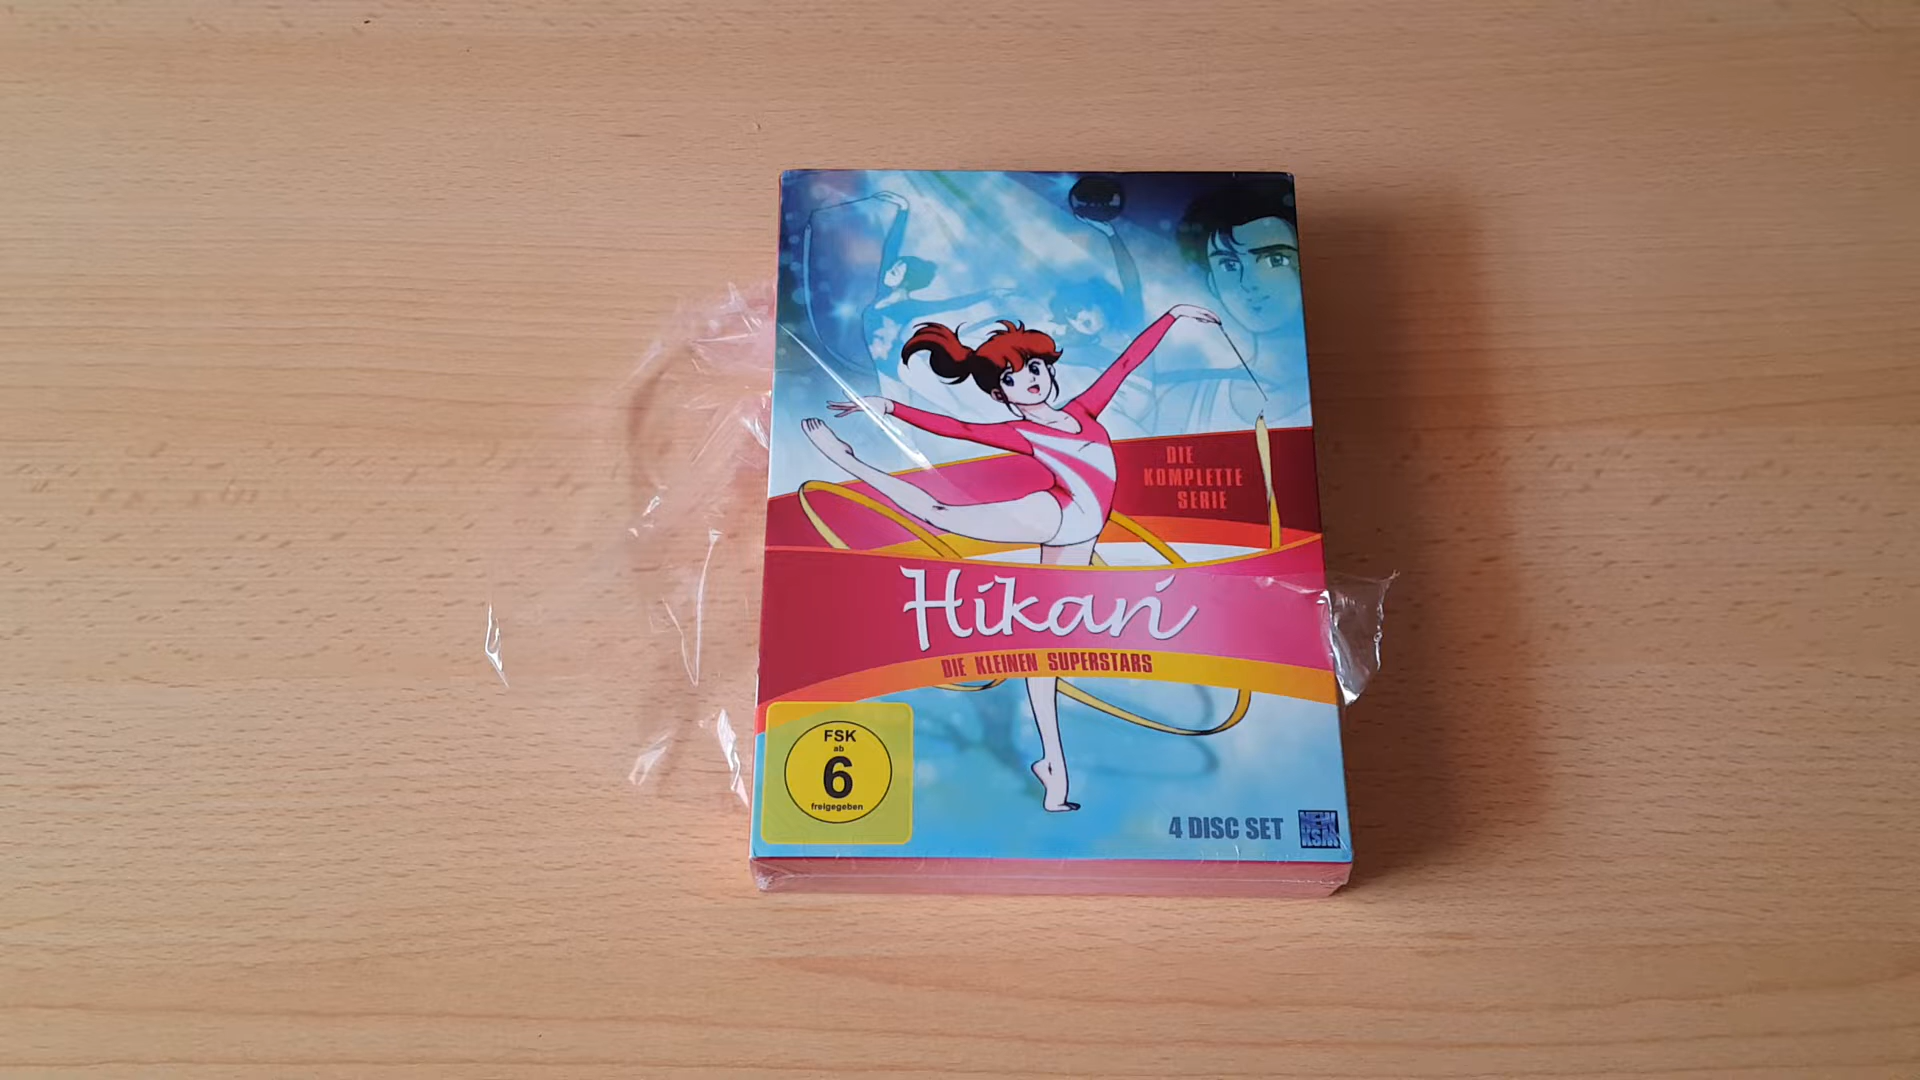 DIE
KOMPLETTE
SERIE
Hikari
DIE KLEINEN SUPERSTARS
FSK
ab
6
freigegeben
4 DISC SET
NEW
KSM